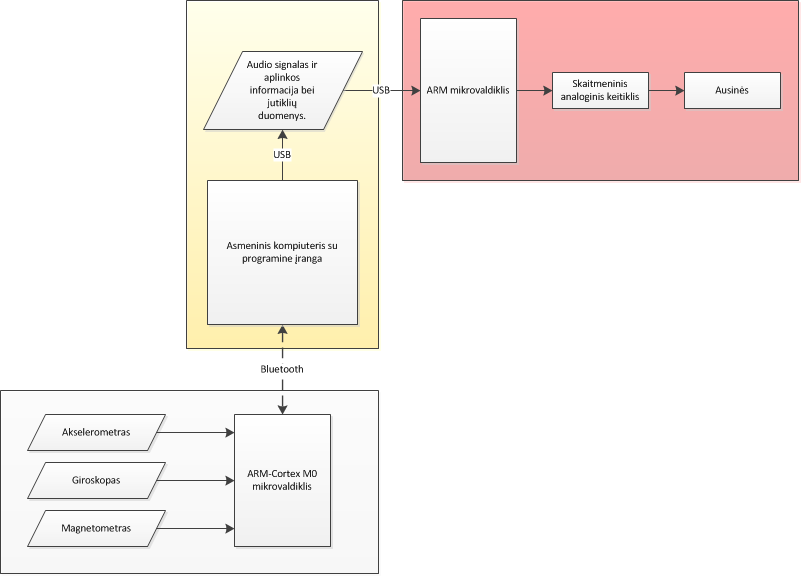 Audio signalas ir
aplinkos
informacija bei
jutiklių
duomenys.
USB
ARM mikrovaldiklis
Skaitmeninis
analoginis keitiklis
Ausinės
USB
Asmeninis kompiuteris su
programine įranga
Bluetooth
Akselerometras
Giroskopas
Magnetometras
ARM-Cortex M0
mikrovaldiklis